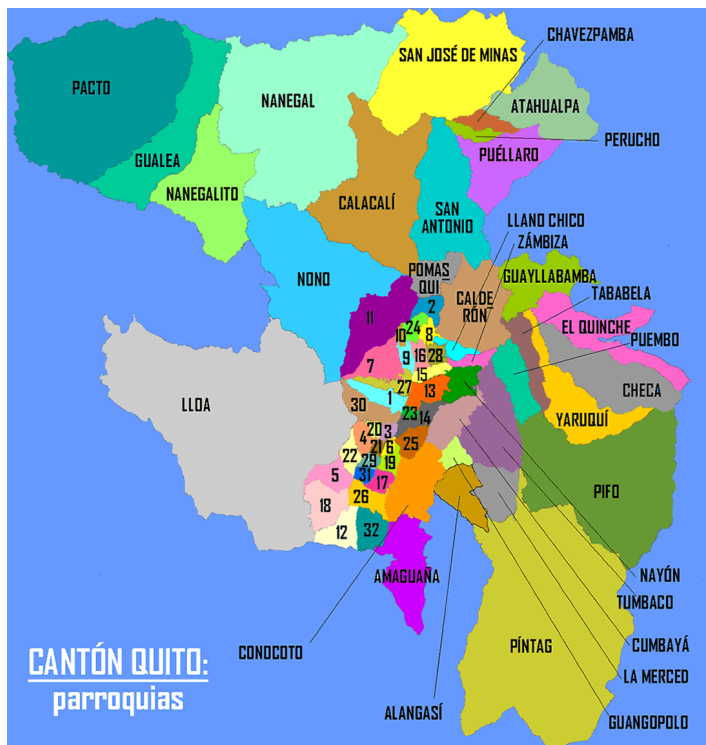 CHAVEZPAMBA
SAN JOSÉ DE MINAS
PACTO
NANEGAL
ATAHUALPA
PERUCHO
GUALEA
PUÉLLARO
NANEGALITO
CALACALÍ
SAN
ANTONIO
LLANO CHICO
ZÁMBIZA
POMAS
QUI
GUAYLLABAMBA
NONO
CALDE
RÓN
TABABELA
EL QUINCHE
PUEMBO
2
11
24
10
8
9
16
28
7
15
27
13
CHECA
LLOA
1
30
23
14
YARUQUÍ
20
3
4
21
6
25
22
29
19
5
31
17
PIFO
18
26
12
32
AMAGUAÑA
NAYÓN
TUMBACO
CONOCOTO
PÍNTAG
CUMBAYÁ
LA MERCED
CANTÓN QUITO:
parroquias
ALANGASÍ
GUANGOPOLO